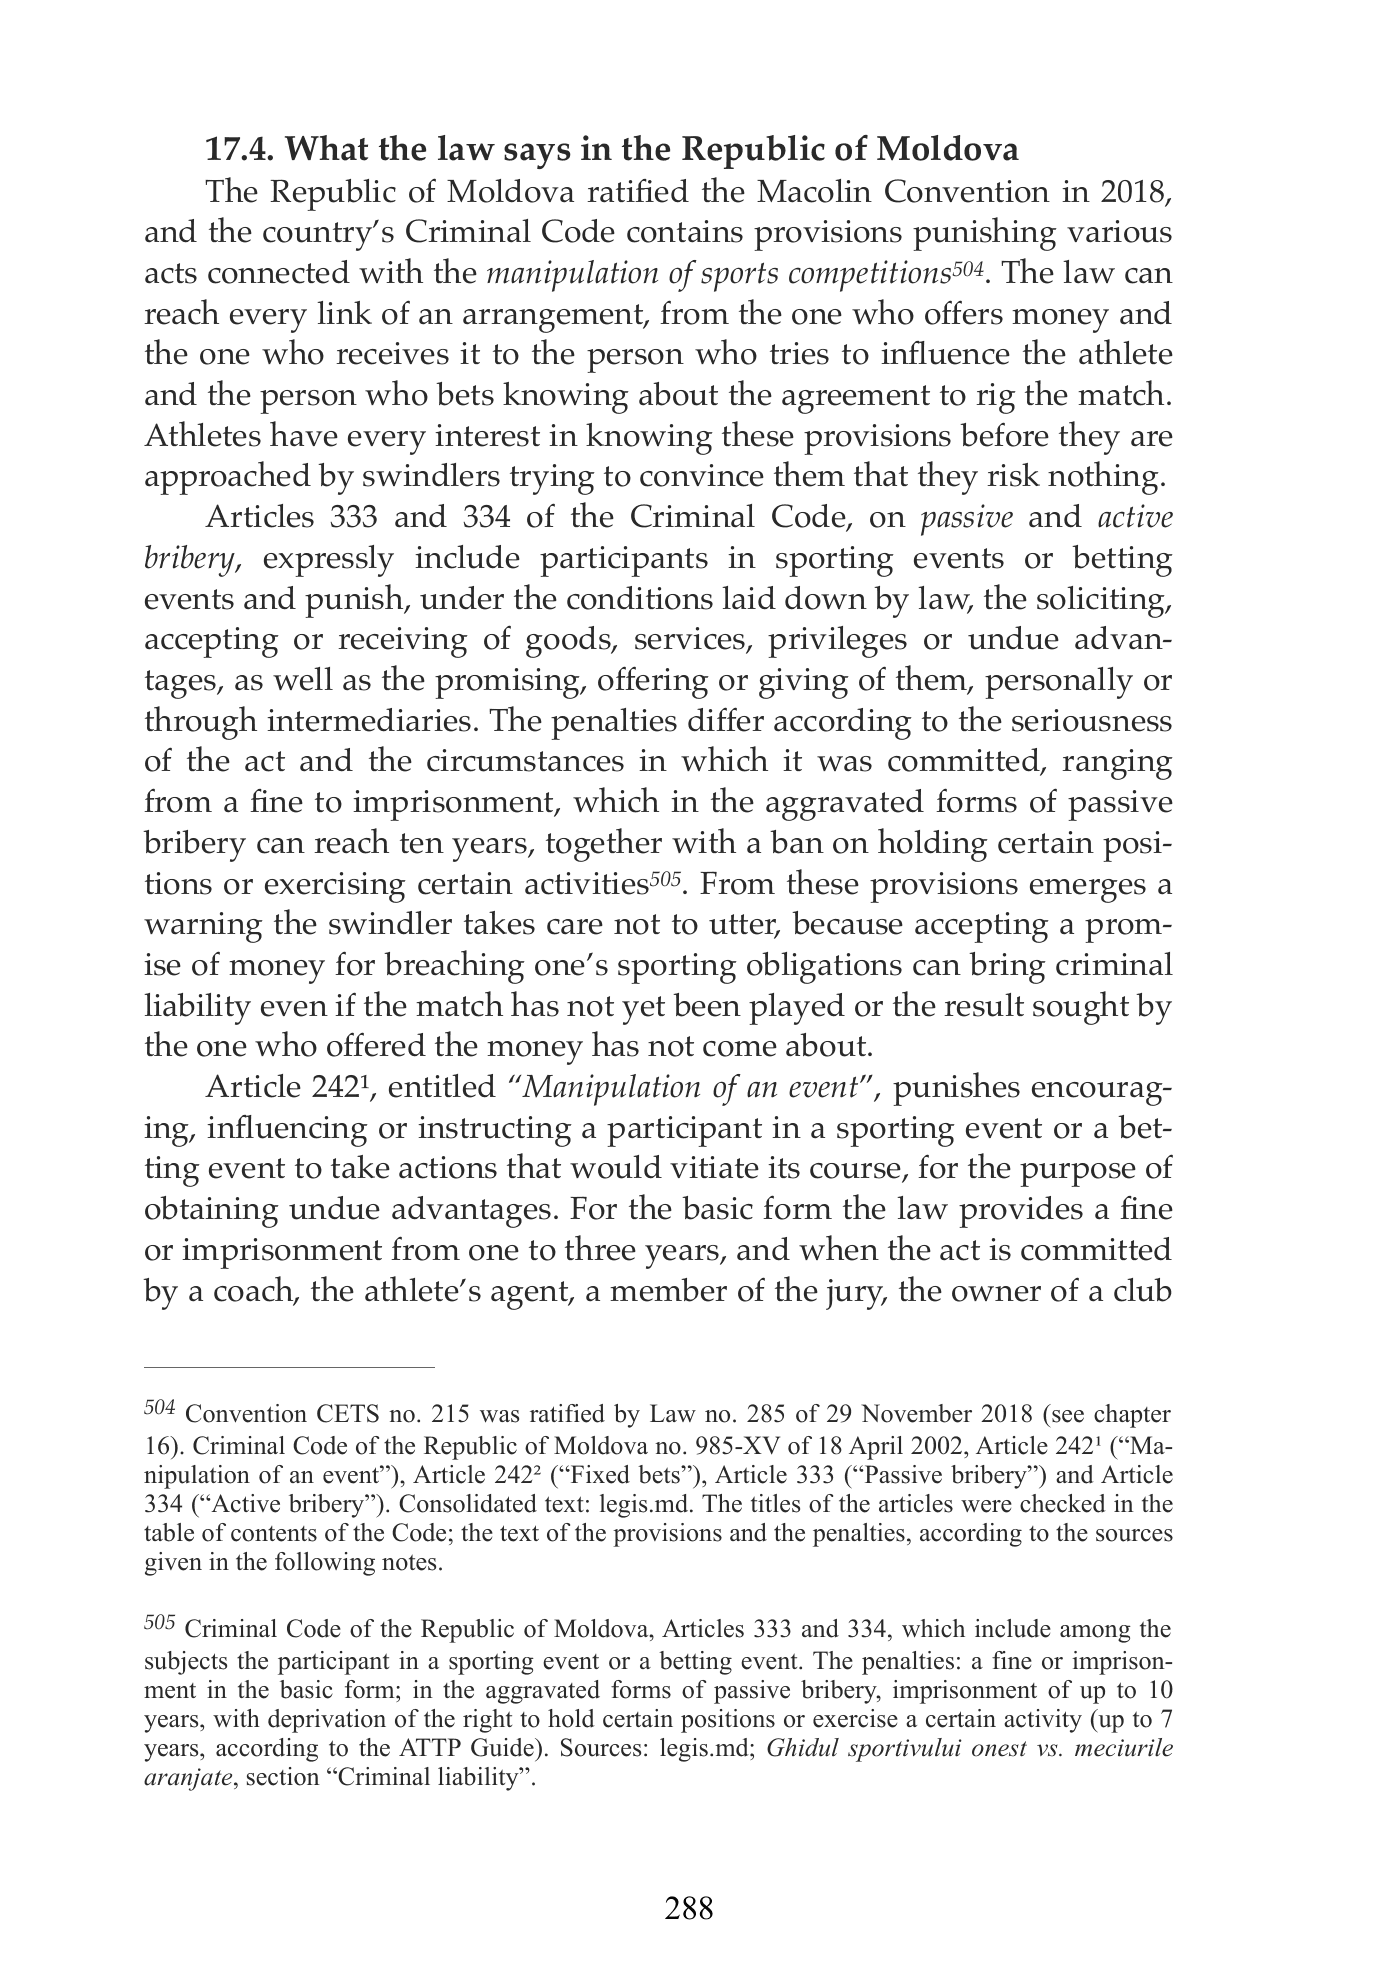 17.4. What the law says in the Republic of Moldova
The Republic of Moldova ratified the Macolin Convention in 2018,
and the country’s Criminal Code contains provisions punishing various
acts connected with the manipulation of sports competitions504. The law can
reach every link of an arrangement, from the one who offers money and
the one who receives it to the person who tries to influence the athlete
and the person who bets knowing about the agreement to rig the match.
Athletes have every interest in knowing these provisions before they are
approached by swindlers trying to convince them that they risk nothing.
Articles 333 and 334 of the Criminal Code, on passive and active
bribery, expressly include participants in sporting events or betting
events and punish, under the conditions laid down by law, the soliciting,
accepting or receiving of goods, services, privileges or undue advan-
tages, as well as the promising, offering or giving of them, personally or
through intermediaries. The penalties differ according to the seriousness
of the act and the circumstances in which it was committed, ranging
from a fine to imprisonment, which in the aggravated forms of passive
bribery can reach ten years, together with a ban on holding certain posi-
tions or exercising certain activities505. From these provisions emerges a
warning the swindler takes care not to utter, because accepting a prom-
ise of money for breaching one’s sporting obligations can bring criminal
liability even if the match has not yet been played or the result sought by
the one who offered the money has not come about.
Article 242¹, entitled “Manipulation of an event”, punishes encourag-
ing, influencing or instructing a participant in a sporting event or a bet-
ting event to take actions that would vitiate its course, for the purpose of
obtaining undue advantages. For the basic form the law provides a fine
or imprisonment from one to three years, and when the act is committed
by a coach, the athlete’s agent, a member of the jury, the owner of a club
504 Convention CETS no. 215 was ratified by Law no. 285 of 29 November 2018 (see chapter
16). Criminal Code of the Republic of Moldova no. 985-XV of 18 April 2002, Article 242¹ (“Ma-
nipulation of an event”), Article 242² (“Fixed bets”), Article 333 (“Passive bribery”) and Article
334 (“Active bribery”). Consolidated text: legis.md. The titles of the articles were checked in the
table of contents of the Code; the text of the provisions and the penalties, according to the sources
given in the following notes.
505 Criminal Code of the Republic of Moldova, Articles 333 and 334, which include among the
subjects the participant in a sporting event or a betting event. The penalties: a fine or imprison-
ment in the basic form; in the aggravated forms of passive bribery, imprisonment of up to 10
years, with deprivation of the right to hold certain positions or exercise a certain activity (up to 7
years, according to the ATTP Guide). Sources: legis.md; Ghidul sportivului onest vs. meciurile
aranjate, section “Criminal liability”.
288